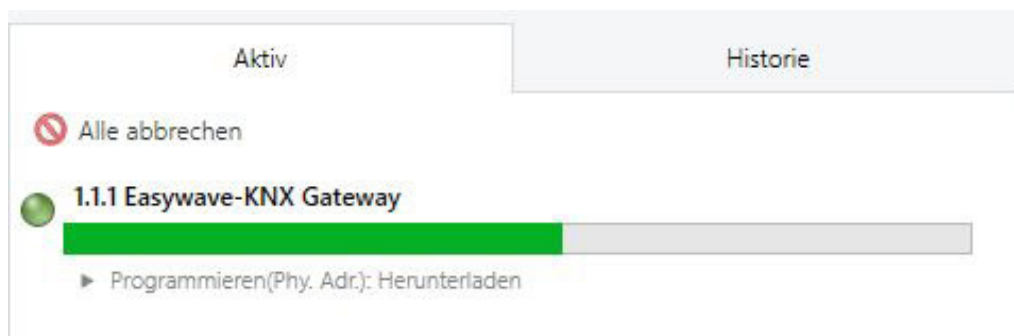 Aktiv
Historie
Alle abbrechen
1.1.1 Easywave-KNX Gateway
Programmieren(Phy. Adr.): Herunterladen